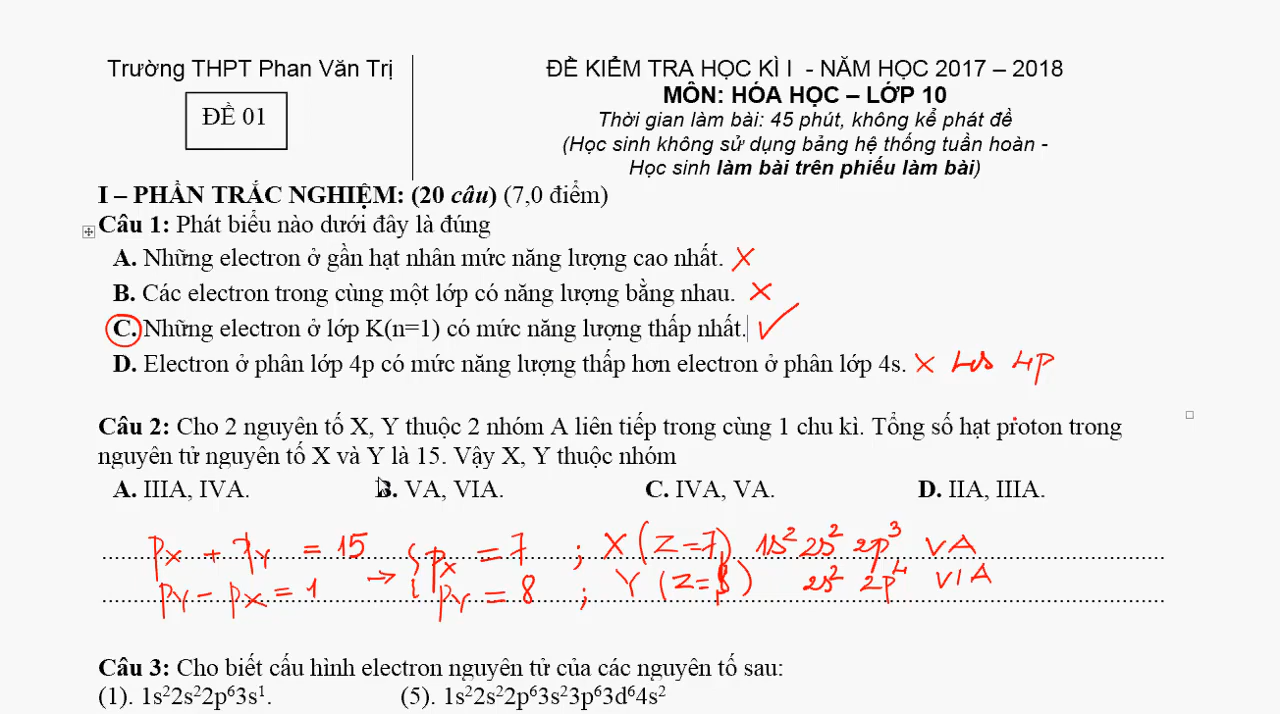 Trường THPT Phan Văn Trị
ĐỀ 01
ĐỀ KIỂM TRA HỌC KÌ I - NĂM HỌC 2017 – 2018
MÔN: HÓA HỌC – LỚP 10
Thời gian làm bài: 45 phút, không kể phát đề
(Học sinh không sử dụng bảng hệ thống tuần hoàn -
Học sinh làm bài trên phiếu làm bài)
I – PHẦN TRẮC NGHIỆM: (20 câu) (7,0 điểm)
Câu 1: Phát biểu nào dưới đây là đúng
A. Những electron ở gần hạt nhân mức năng lượng cao nhất.
B. Các electron trong cùng một lớp có năng lượng bằng nhau.
C. Những electron ở lớp K(n=1) có mức năng lượng thấp nhất.
D. Electron ở phân lớp 4p có mức năng lượng thấp hơn electron ở phân lớp 4s. 4s 4p
Câu 2: Cho 2 nguyên tố X, Y thuộc 2 nhóm A liên tiếp trong cùng 1 chu kì. Tổng số hạt proton trong
nguyên tử nguyên tố X và Y là 15. Vậy X, Y thuộc nhóm
A. IIIA, IVA. B. VA, VIA. C. IVA, VA. D. IIA, IIIA.
pX + pY = 15 → { pX = 7 ; X (Z=7) 1s² 2s² 2p³ VA
pY - pX = 1 pY = 8 ; Y (Z=8) 2s² 2p⁴ VIA
Câu 3: Cho biết cấu hình electron nguyên tử của các nguyên tố sau:
(1). 1s²2s²2p⁶3s¹. (5). 1s²2s²2p⁶3s²3p⁶3d⁶4s²